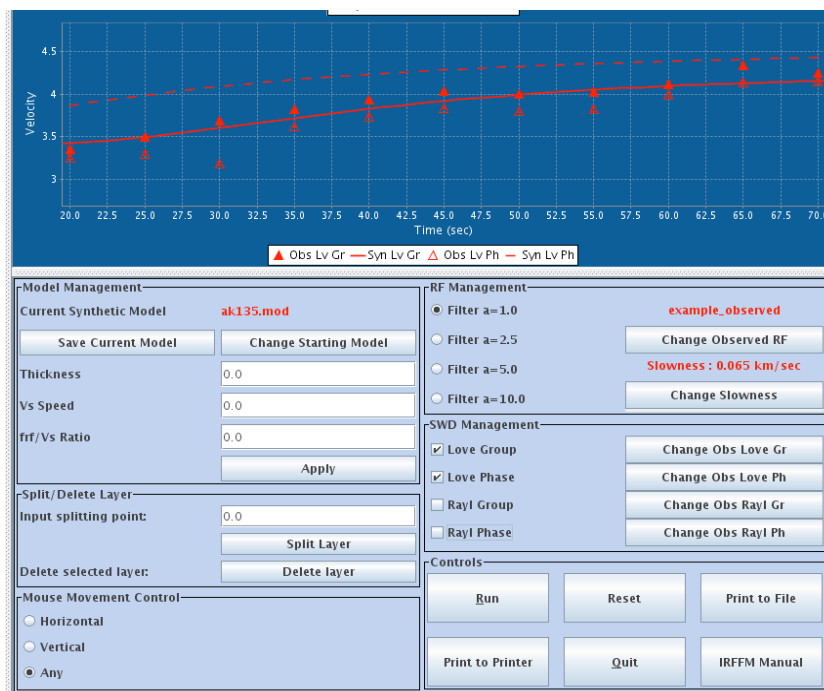 4.5
4
3.5
3
Velocity
20.0 22.5 25.0 27.5 30.0 32.5 35.0 37.5 40.0 42.5 45.0 47.5 50.0 52.5 55.0 57.5 60.0 62.5 65.0 67.5 70.0
Time (sec)
Obs Lv Gr Syn Lv Gr Obs Lv Ph Syn Lv Ph
Model Management
Current Synthetic Model ak135.mod
Save Current Model Change Starting Model
Thickness 0.0
Vs Speed 0.0
frf/Vs Ratio 0.0
Apply
Split/Delete Layer
Input splitting point: 0.0
Split Layer
Delete selected layer: Delete layer
Mouse Movement Control
Horizontal
Vertical
Any
RF Management
Filter a=1.0 example_observed
Filter a=2.5 Change Observed RF
Filter a=5.0 Slowness : 0.065 km/sec
Filter a=10.0 Change Slowness
SWD Management
Love Group Change Obs Love Gr
Love Phase Change Obs Love Ph
Rayl Group Change Obs Rayl Gr
Rayl Phase Change Obs Rayl Ph
Controls
Run Reset Print to File
Print to Printer Quit IRFFM Manual